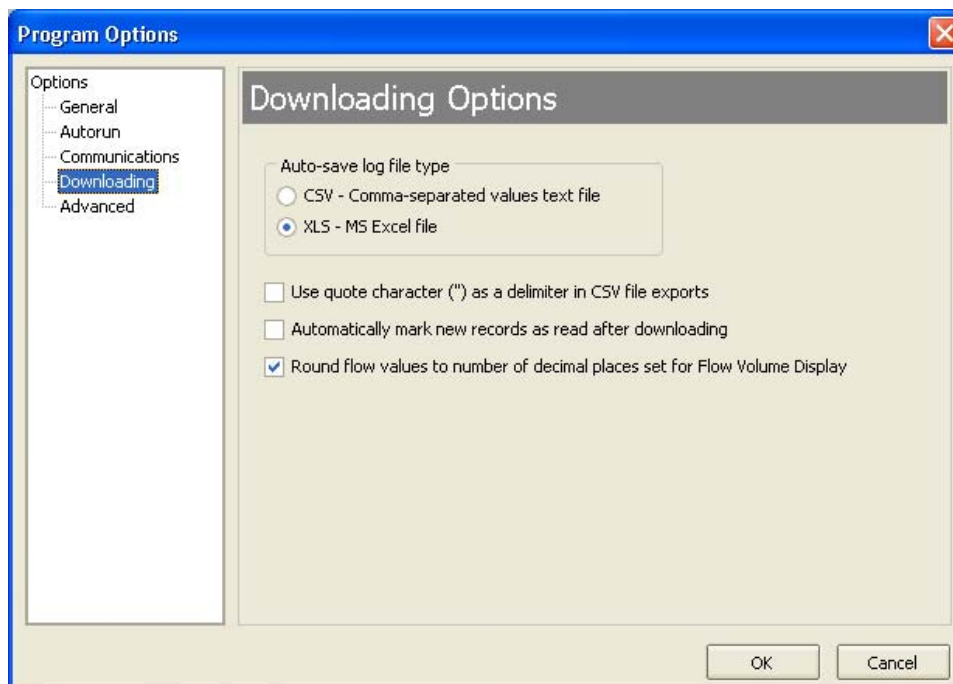 Program Options
Options
General
Autorun
Communications
Downloading
Advanced
Downloading Options
Auto-save log file type
CSV - Comma-separated values text file
XLS - MS Excel file
Use quote character (") as a delimiter in CSV file exports
Automatically mark new records as read after downloading
Round flow values to number of decimal places set for Flow Volume Display
OK
Cancel